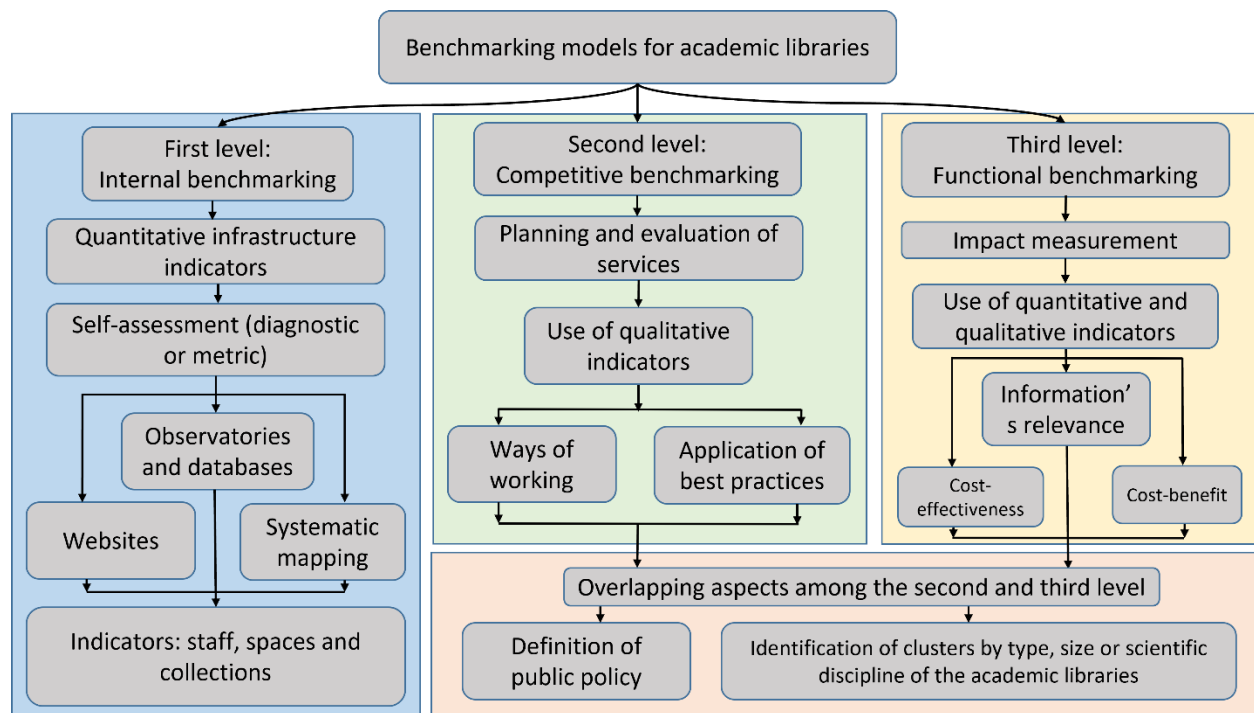 Benchmarking models for academic libraries
First level:
Internal benchmarking
Quantitative infrastructure
indicators
Self-assessment (diagnostic
or metric)
Observatories
and databases
Websites
Systematic
mapping
Indicators: staff, spaces and
collections
Second level:
Competitive benchmarking
Planning and evaluation of
services
Use of qualitative
indicators
Ways of
working
Application of
best practices
Third level:
Functional benchmarking
Impact measurement
Use of quantitative and
qualitative indicators
Information’
s relevance
Cost-
effectiveness
Cost-benefit
Overlapping aspects among the second and third level
Definition of
public policy
Identification of clusters by type, size or scientific
discipline of the academic libraries